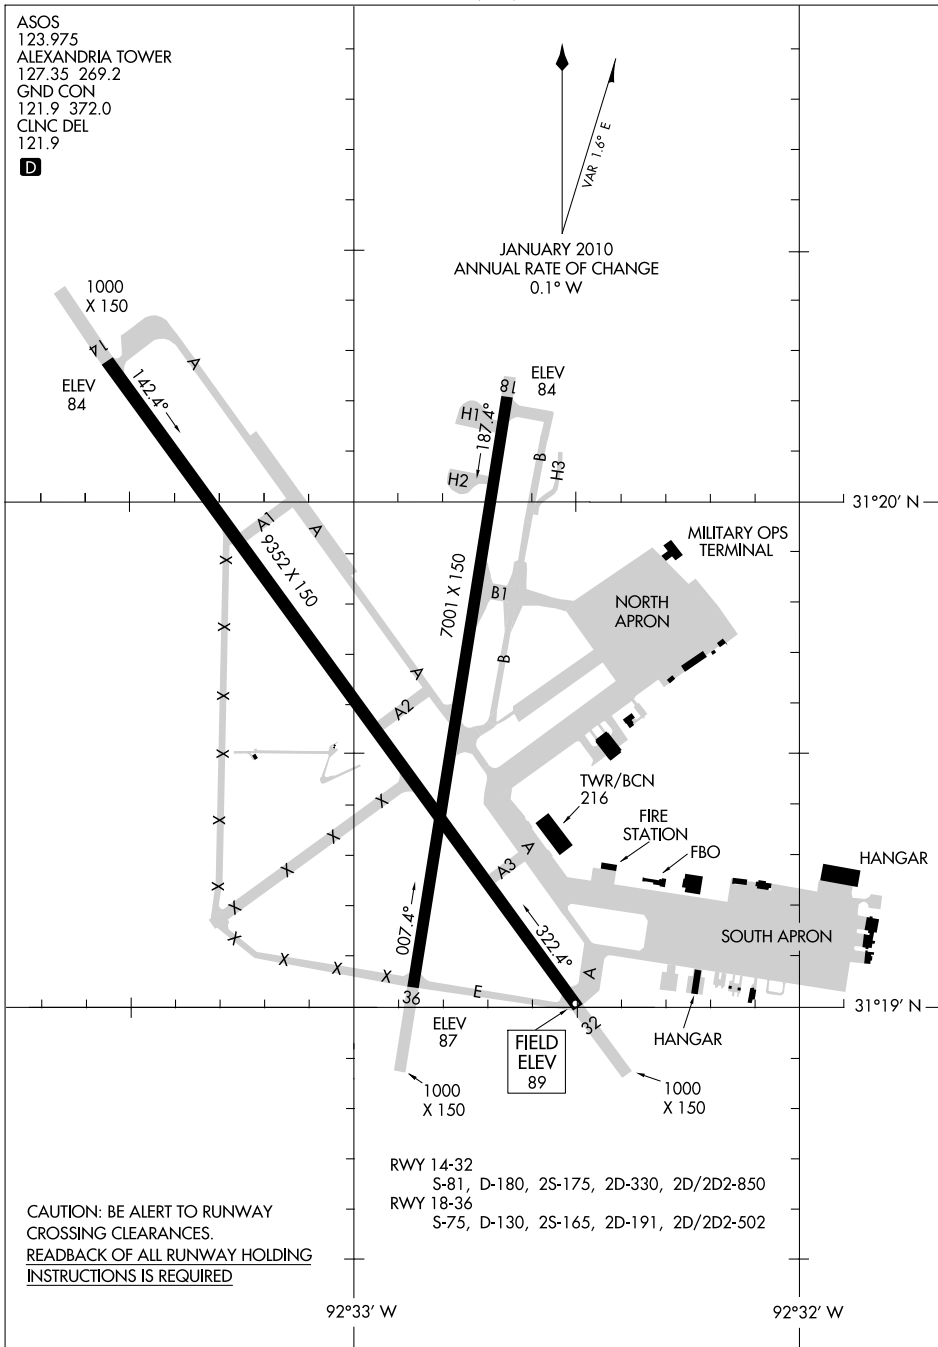 ASOS
123.975
ALEXANDRIA TOWER
127.35 269.2
GND CON
121.9 372.0
CLNC DEL
121.9
D
VAR 1.6° E
JANUARY 2010
ANNUAL RATE OF CHANGE
0.1° W
1000
X 150
14
ELEV
84
142.4°
A
18
ELEV
84
H1
187.4°
H2
B
H3
31°20' N
A1
A
9352 X 150
7001 X 150
MILITARY OPS
TERMINAL
X
B1
NORTH
APRON
X
B
A
X
A2
X
TWR/BCN
216
X
X
X
X
X
FIRE
STATION
FBO
HANGAR
A
A3
X
X
X
007.4°
322.4°
SOUTH APRON
X
X
X
X
A
E
36
32
31°19' N
ELEV
87
FIELD
ELEV
89
HANGAR
1000
X 150
1000
X 150
RWY 14-32
S-81, D-180, 2S-175, 2D-330, 2D/2D2-850
RWY 18-36
S-75, D-130, 2S-165, 2D-191, 2D/2D2-502
CAUTION: BE ALERT TO RUNWAY
CROSSING CLEARANCES.
READBACK OF ALL RUNWAY HOLDING
INSTRUCTIONS IS REQUIRED
92°33' W
92°32' W